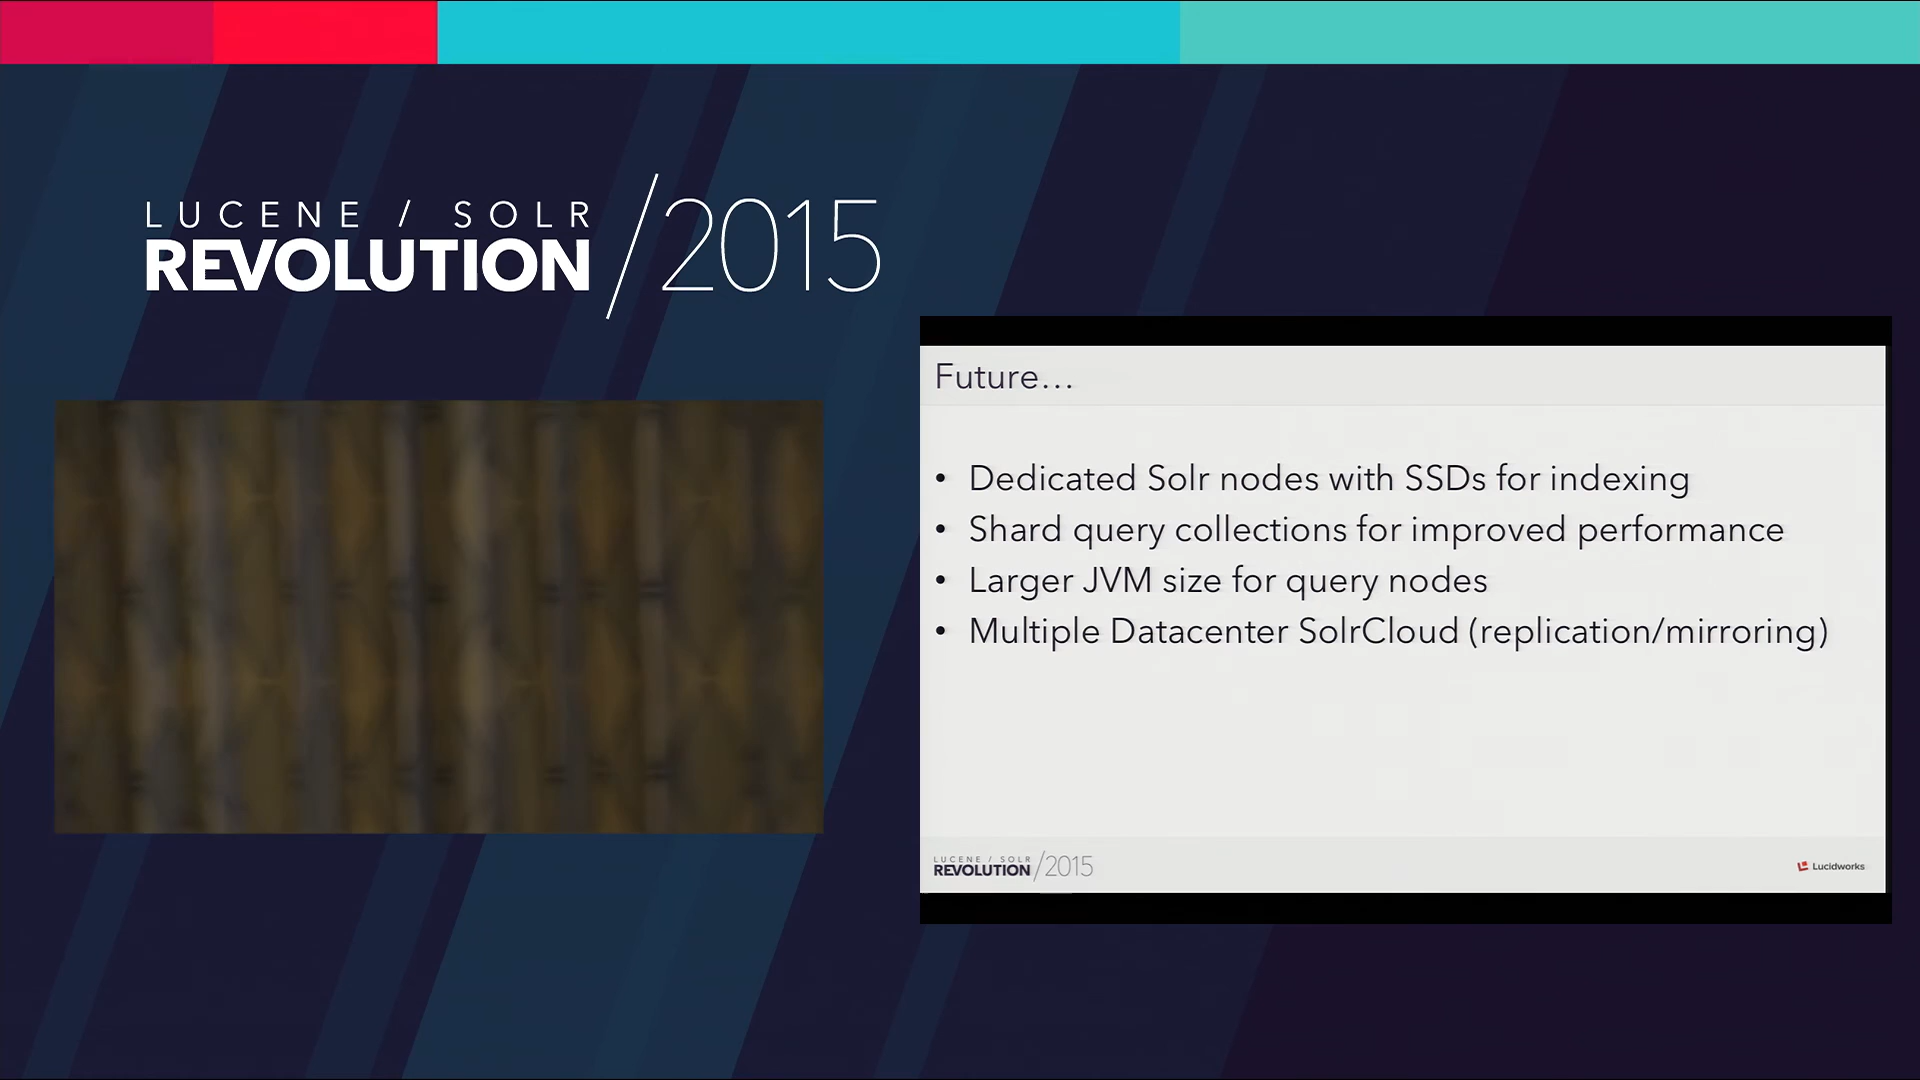 LUCENE / SOLR
REVOLUTION /2015
Future…
• Dedicated Solr nodes with SSDs for indexing
• Shard query collections for improved performance
• Larger JVM size for query nodes
• Multiple Datacenter SolrCloud (replication/mirroring)
LUCENE / SOLR
REVOLUTION /2015
Lucidworks